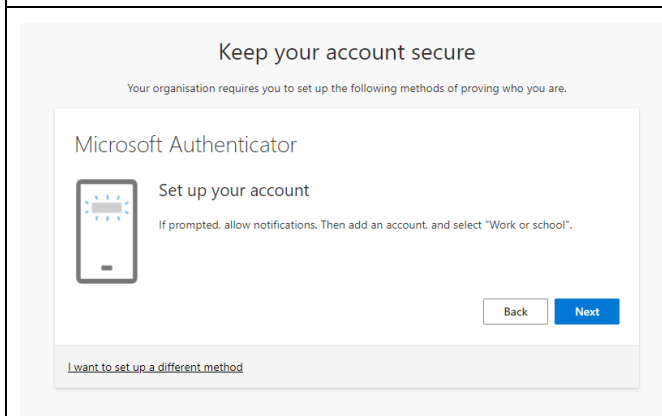 Keep your account secure
Your organisation requires you to set up the following methods of proving who you are.
Microsoft Authenticator
Set up your account
If prompted, allow notifications. Then add an account, and select "Work or school".
Back Next
I want to set up a different method